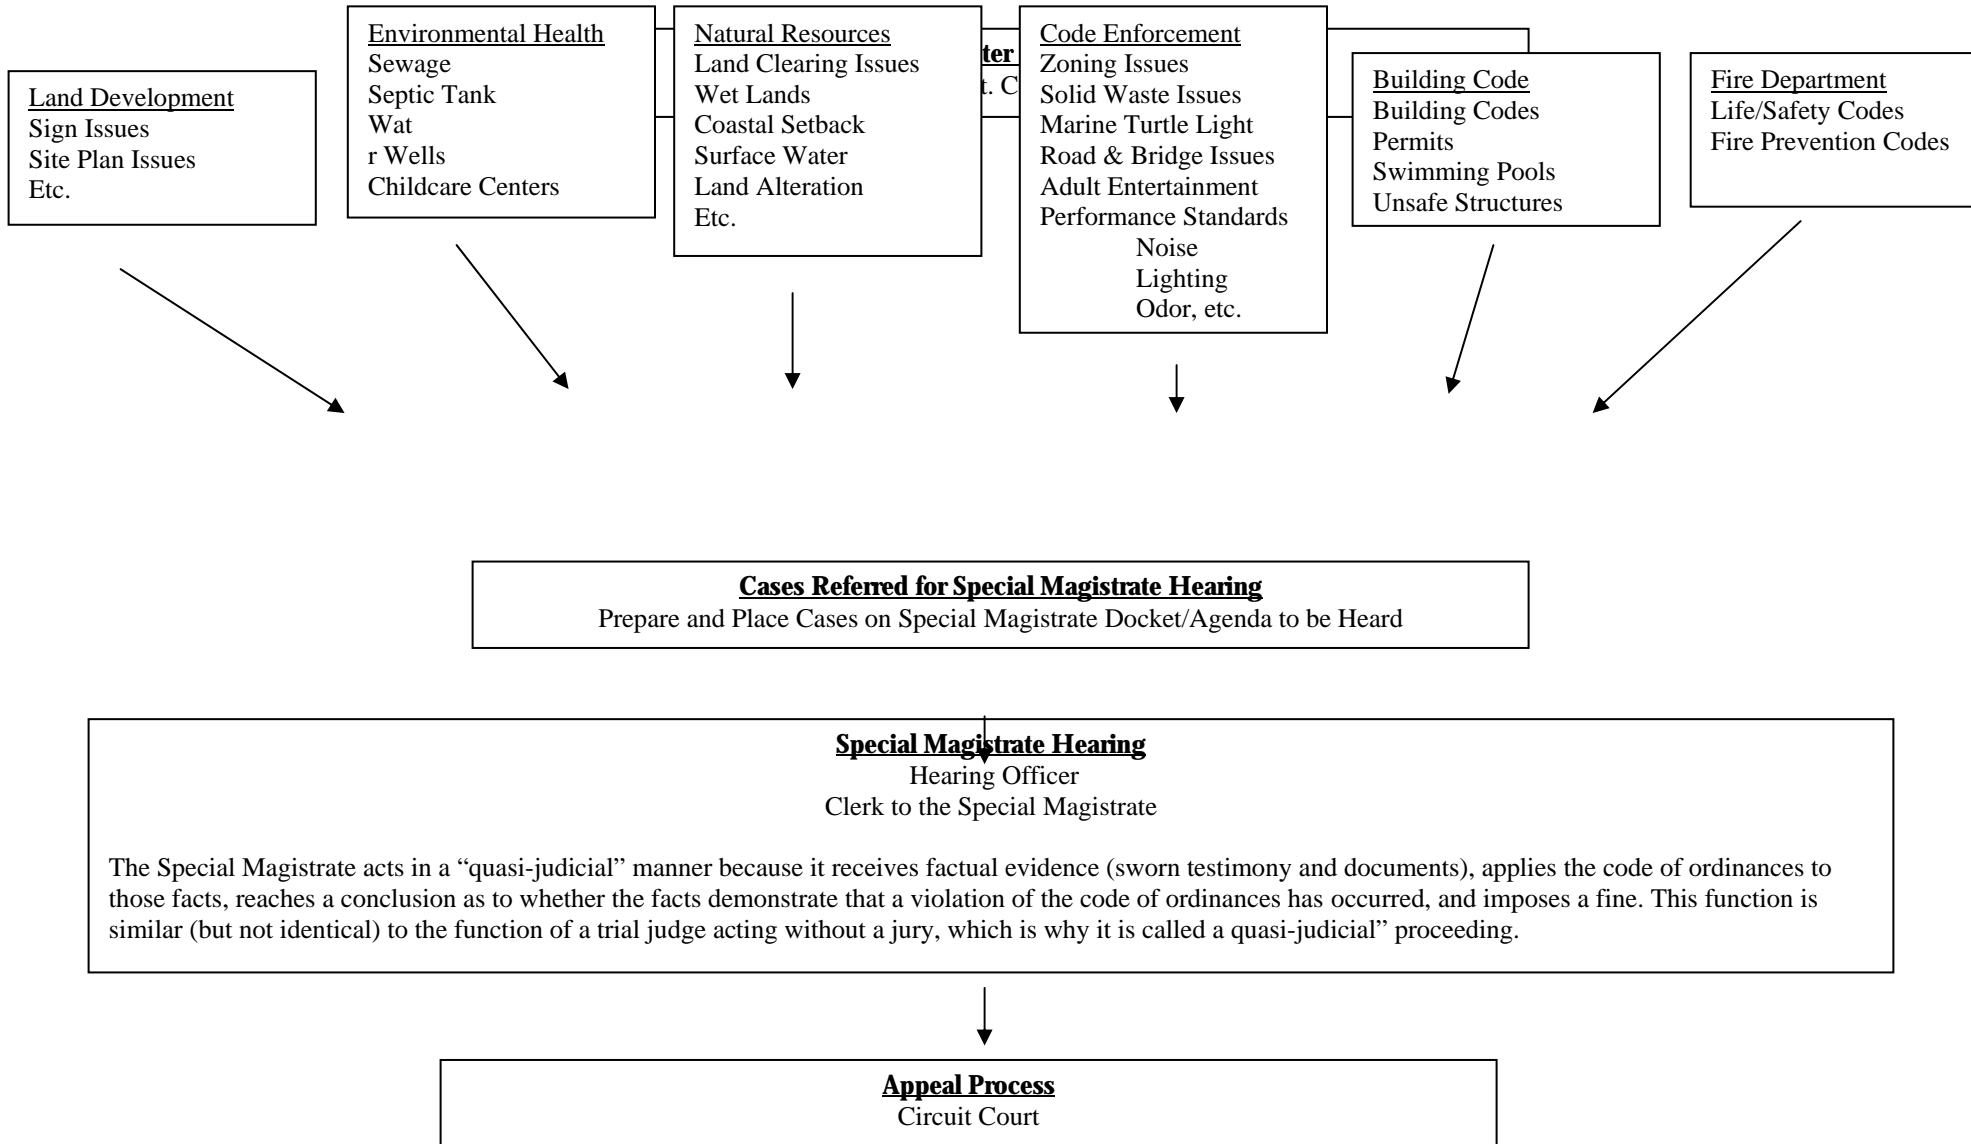 Land Development
Sign Issues
Site Plan Issues
Etc.
Environmental Health
Sewage
Septic Tank
Wat
r Wells
Childcare Centers
Natural Resources
Land Clearing Issues
Wet Lands
Coastal Setback
Surface Water
Land Alteration
Etc.
ter
t. C
Code Enforcement
Zoning Issues
Solid Waste Issues
Marine Turtle Light
Road & Bridge Issues
Adult Entertainment
Performance Standards
Noise
Lighting
Odor, etc.
Building Code
Building Codes
Permits
Swimming Pools
Unsafe Structures
Fire Department
Life/Safety Codes
Fire Prevention Codes
Cases Referred for Special Magistrate Hearing
Prepare and Place Cases on Special Magistrate Docket/Agenda to be Heard
Special Magistrate Hearing
Hearing Officer
Clerk to the Special Magistrate
The Special Magistrate acts in a “quasi-judicial” manner because it receives factual evidence (sworn testimony and documents), applies the code of ordinances to
those facts, reaches a conclusion as to whether the facts demonstrate that a violation of the code of ordinances has occurred, and imposes a fine. This function is
similar (but not identical) to the function of a trial judge acting without a jury, which is why it is called a quasi-judicial” proceeding.
Appeal Process
Circuit Court